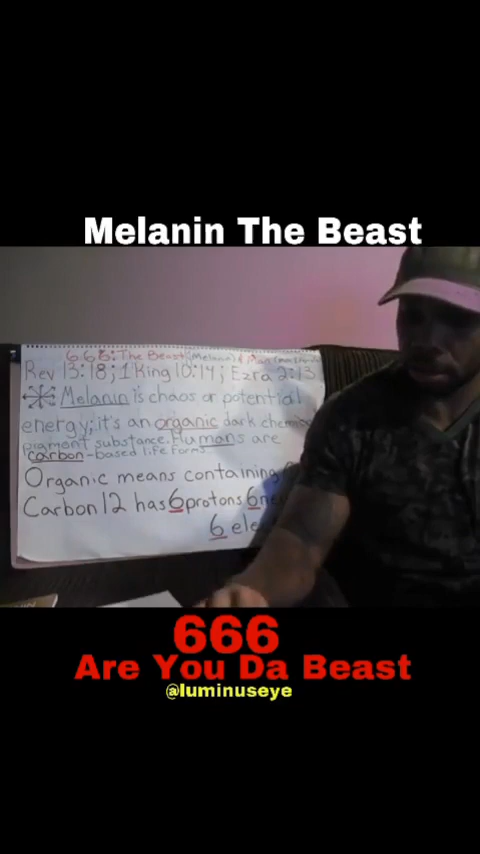 Melanin The Beast
666: The Beast (Melanin) & Man
Rev 13:18; 1 King 10:14; Ezra 2:13
Melanin is chaos or potential
energy; it's an organic dark chemical
pigment substance. Humans are
carbon-based life forms
Organic means containing
Carbon 12 has 6 protons 6
6
666
Are You Da Beast
@luminuseye